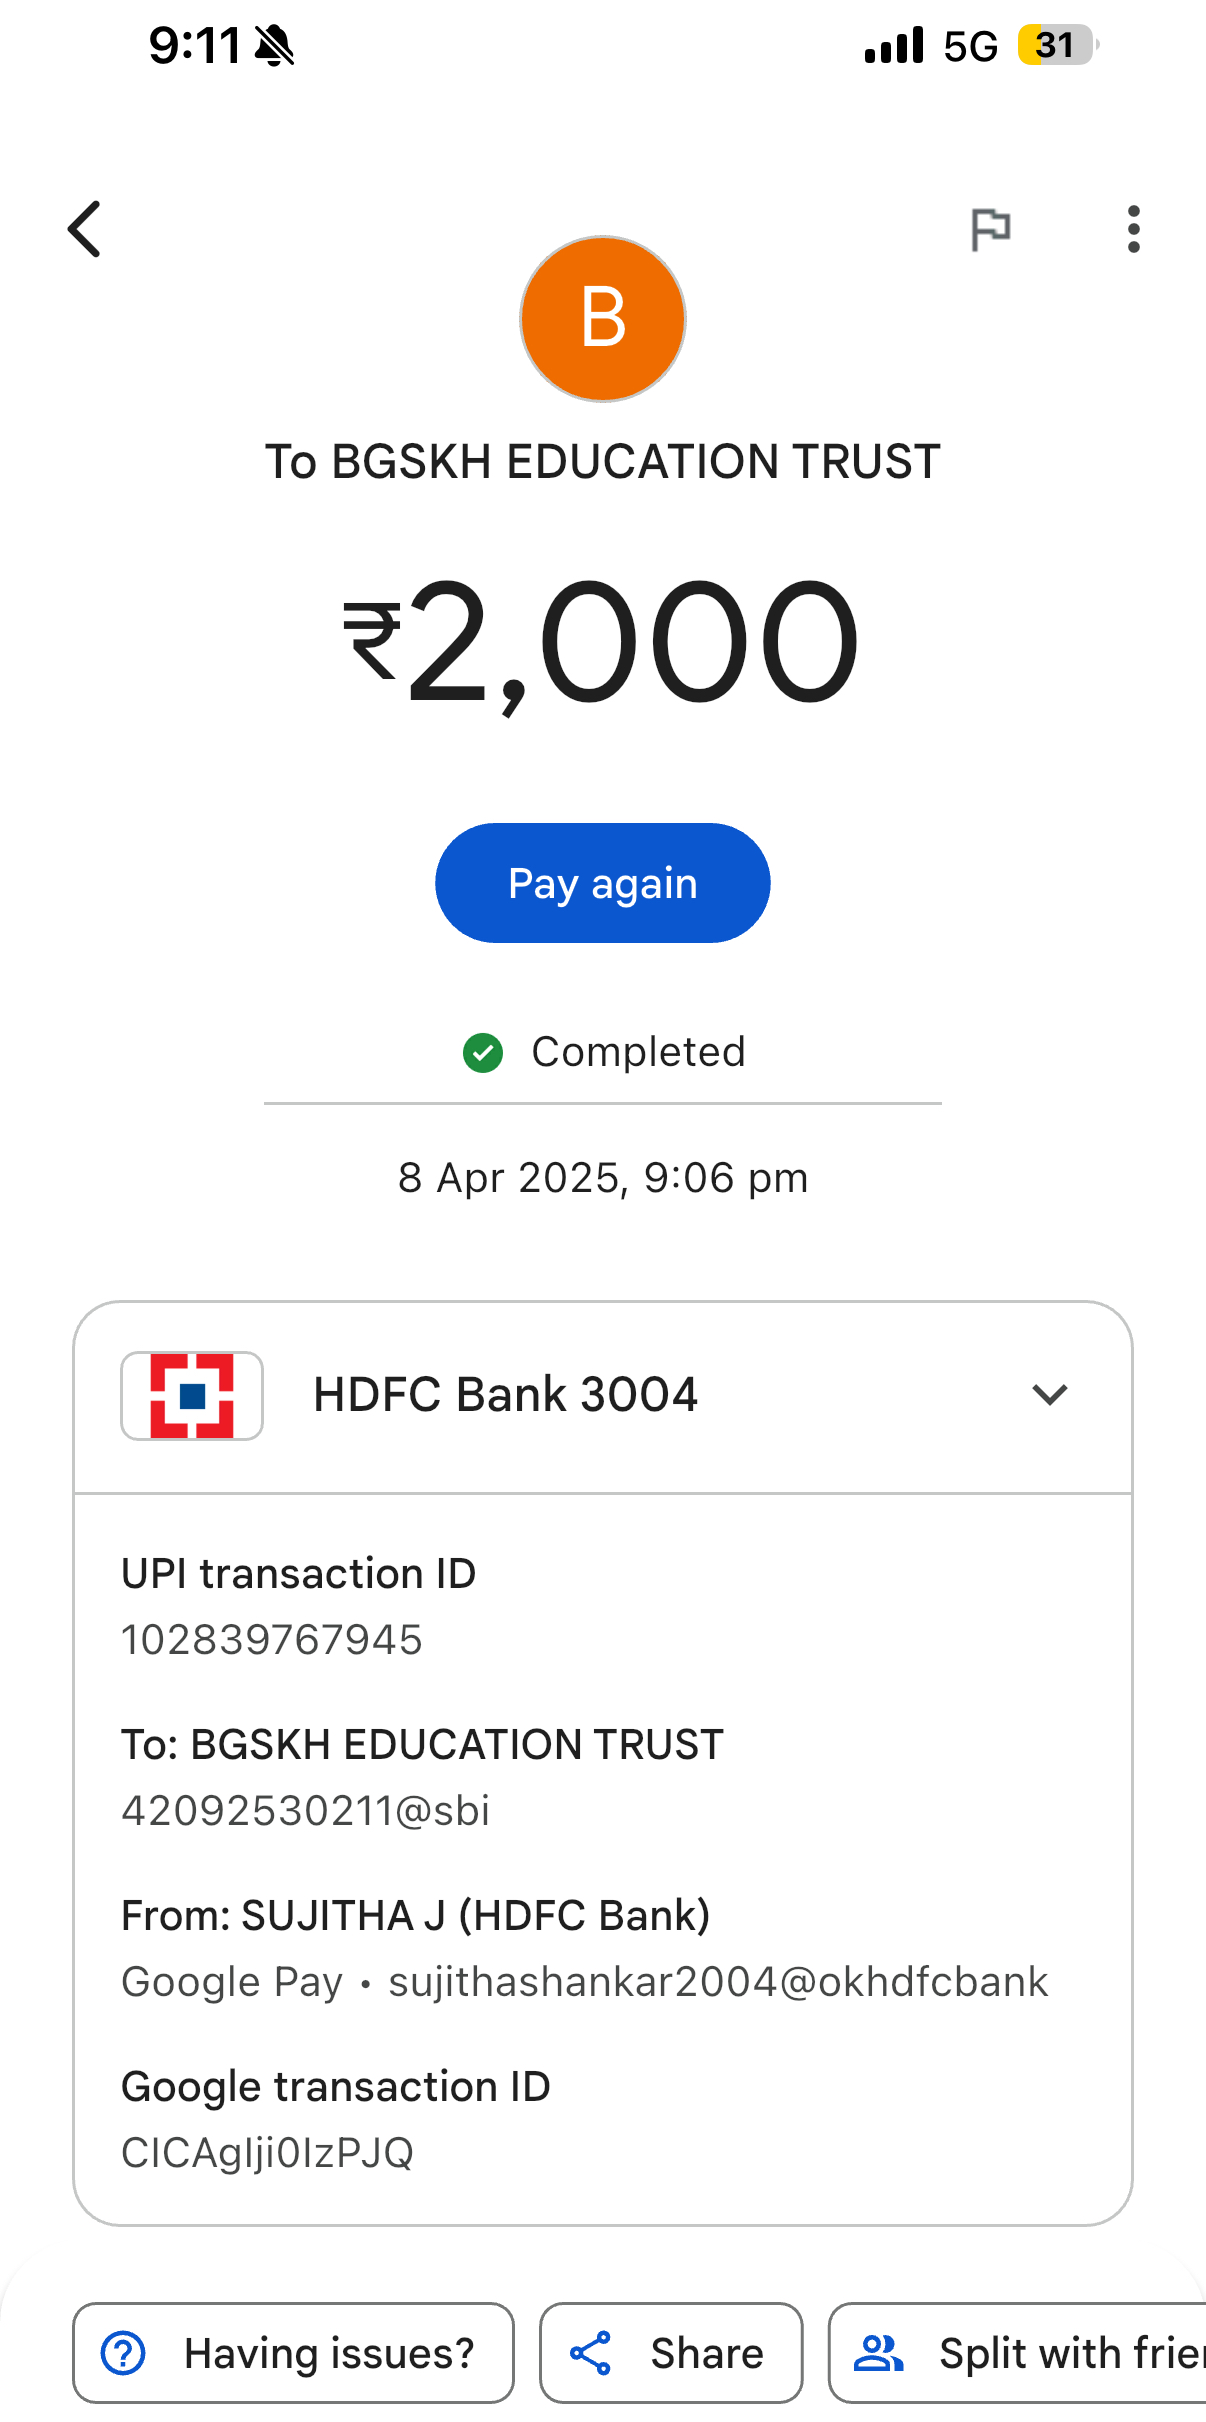 9:11
5G
31
B
To BGSKH EDUCATION TRUST
₹2,000
Pay again
Completed
8 Apr 2025, 9:06 pm
HDFC Bank 3004
UPI transaction ID
102839767945
To: BGSKH EDUCATION TRUST
42092530211@sbi
From: SUJITHA J (HDFC Bank)
Google Pay • sujithashankar2004@okhdfcbank
Google transaction ID
CICAgIji0IzPJQ
Having issues?
Share
Split with frie